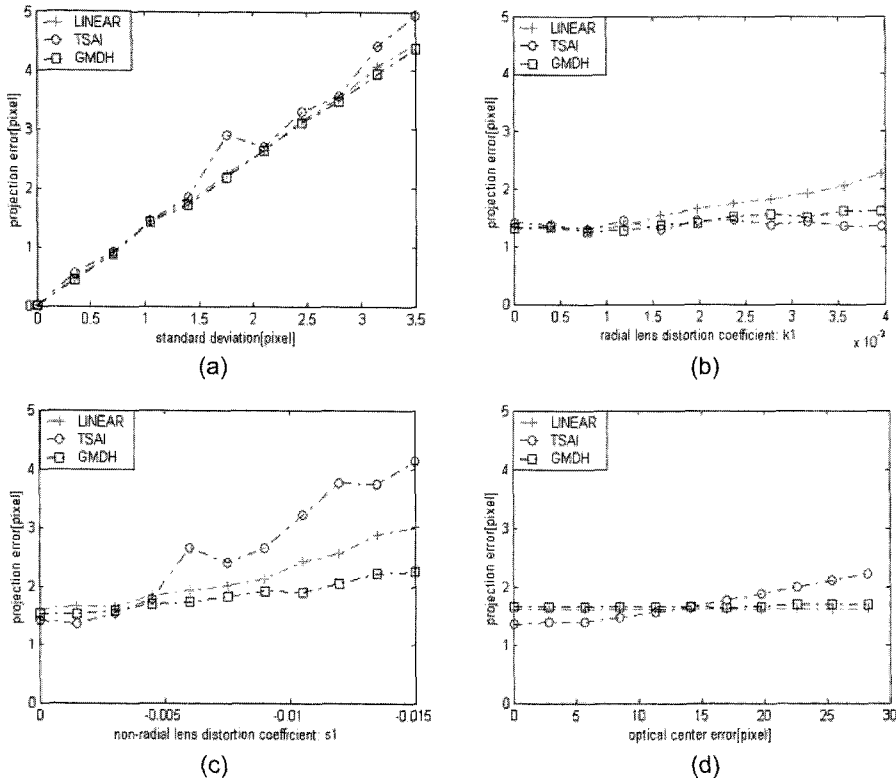 LINEAR
TSAI
GMDH
5
4
3
2
1
0
projection error[pixel]
0 0.5 1 1.5 2 2.5 3 3.5
standard deviation[pixel]
(a)
LINEAR
TSAI
GMDH
5
4
3
2
1
0
projection error[pixel]
0 0.5 1 1.5 2 2.5 3 3.5 4
radial lens distortion coefficient: k1
(b)
LINEAR
TSAI
GMDH
5
4
3
2
1
0
projection error[pixel]
0 -0.005 -0.01 -0.015
non-radial lens distortion coefficient: s1
(c)
LINEAR
TSAI
GMDH
5
4
3
2
1
0
projection error[pixel]
0 5 10 15 20 25 30
optical center error[pixel]
(d)